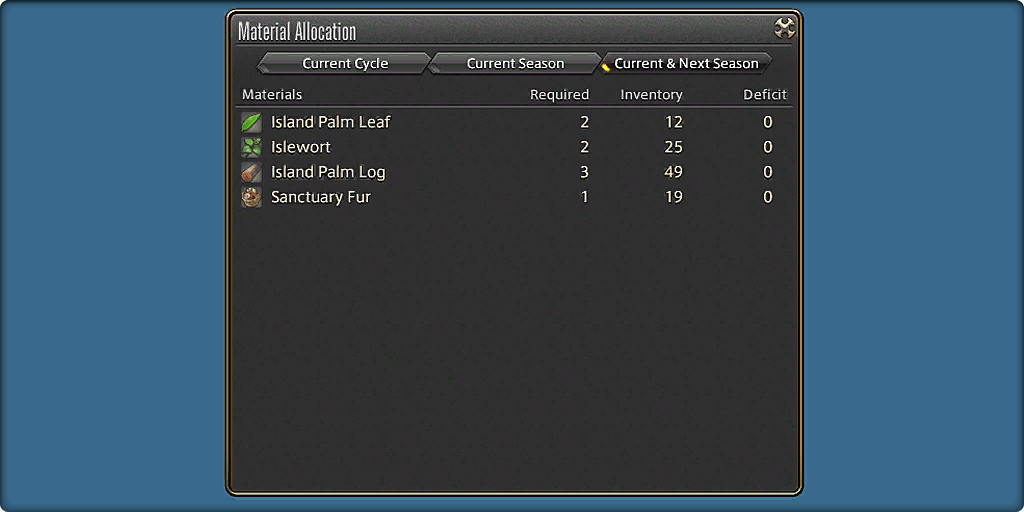 Material Allocation
Current Cycle Current Season Current & Next Season
Materials Required Inventory Deficit
Island Palm Leaf 2 12 0
Islewort 2 25 0
Island Palm Log 3 49 0
Sanctuary Fur 1 19 0